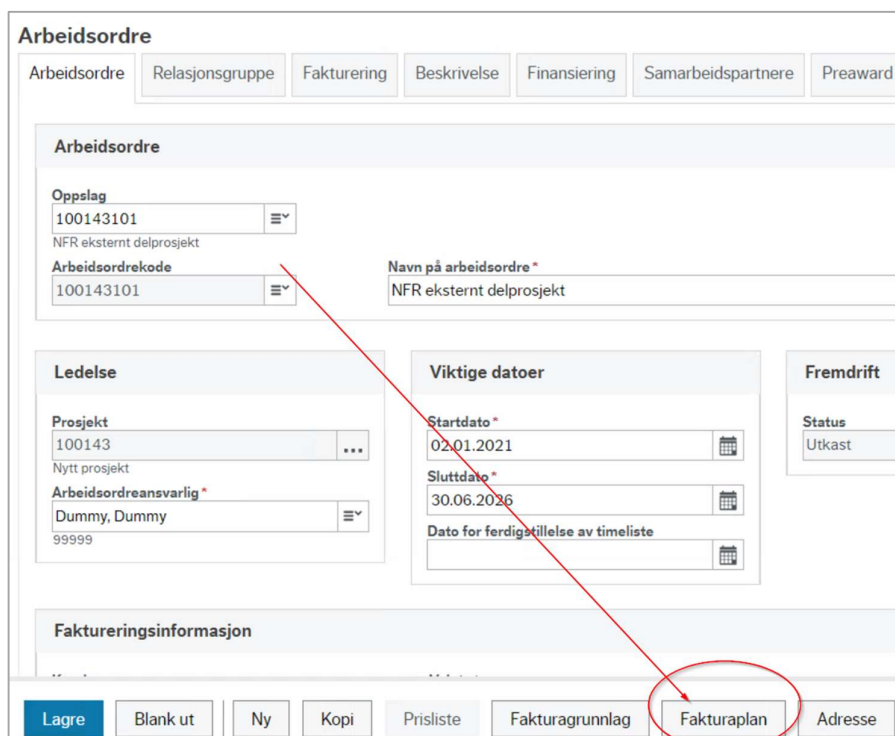 Arbeidsordre
Arbeidsordre Relasjonsgruppe Fakturering Beskrivelse Finansiering Samarbeidspartnere Preaward
Arbeidsordre
Oppslag
100143101
NFR eksternt delprosjekt
Arbeidsordrekode Navn på arbeidsordre *
100143101 NFR eksternt delprosjekt
Ledelse Viktige datoer Fremdrift
Prosjekt Startdato * Status
100143 ... 02.01.2021 Utkast
Nytt prosjekt
Sluttdato *
Arbeidsordreansvarlig * 30.06.2026
Dummy, Dummy
99999 Dato for ferdigstillelse av timeliste
Faktureringsinformasjon
Lagre Blank ut Ny Kopi Prisliste Fakturagrunnlag Fakturaplan Adresse